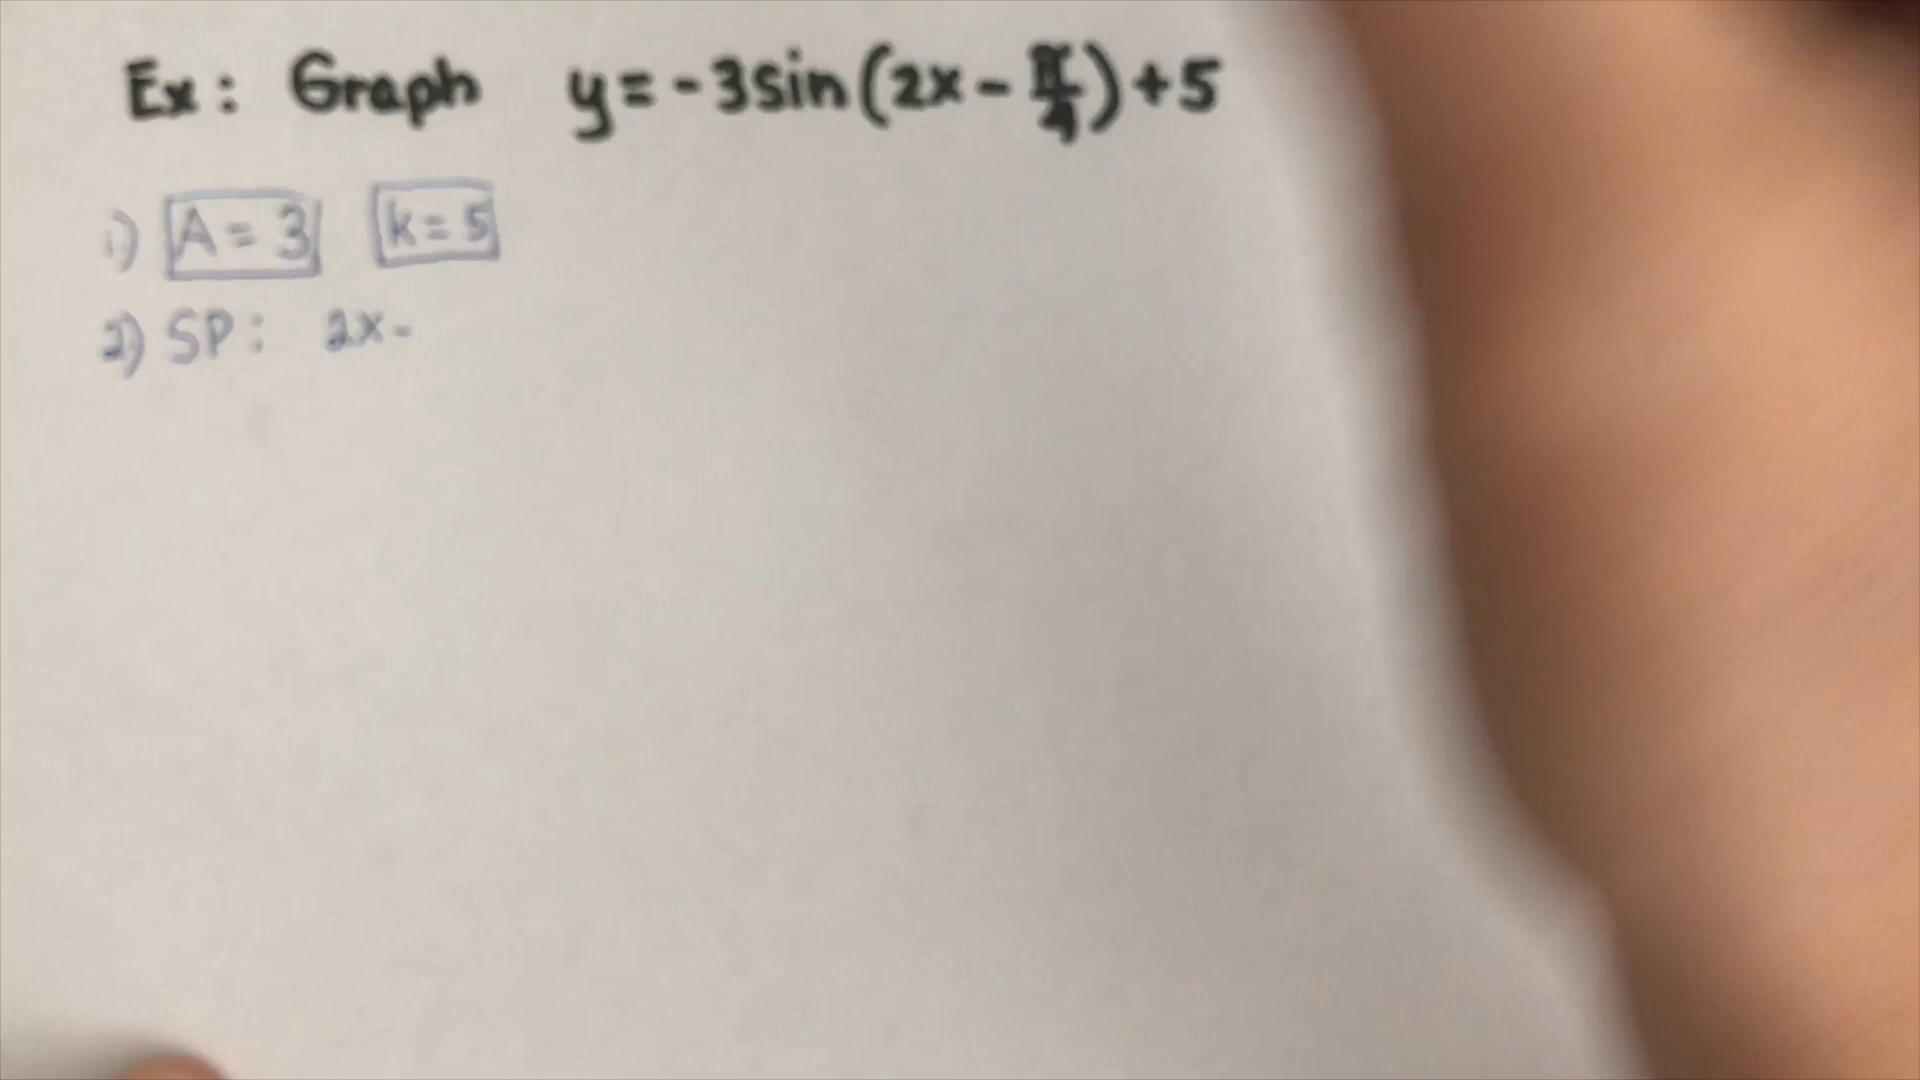 Ex: Graph y=-3sin(2x-π/4)+5
1) A=3 k=5
2) SP: 2x-